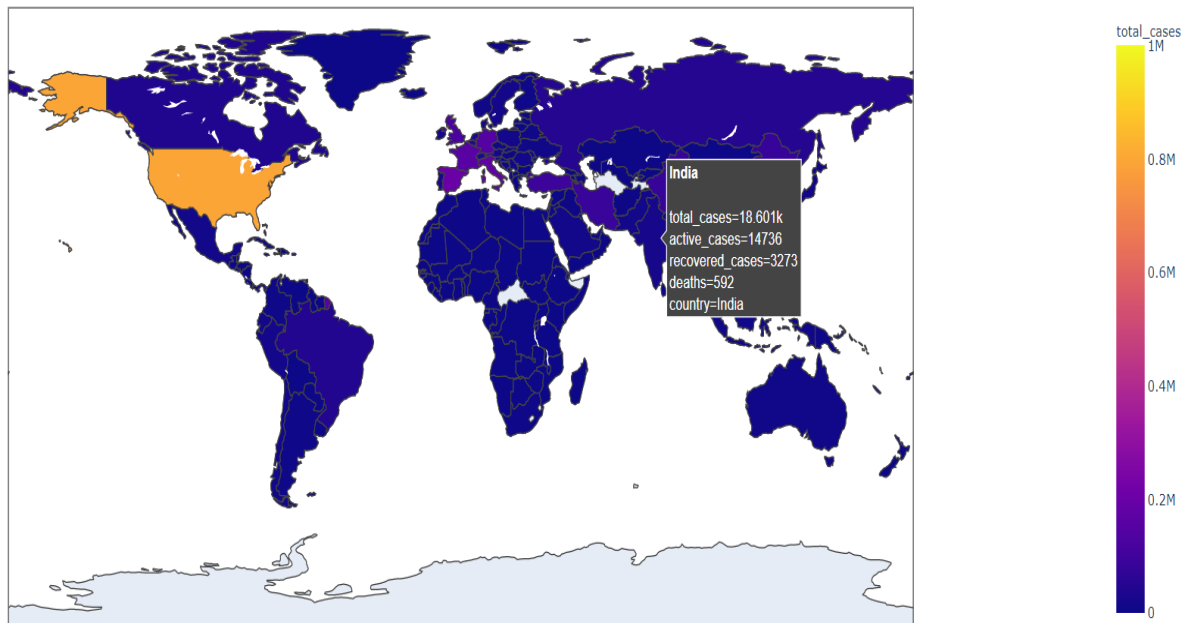 total_cases
1M
0.8M
0.6M
0.4M
0.2M
0
India
total_cases=18.601k
active_cases=14736
recovered_cases=3273
deaths=592
country=India